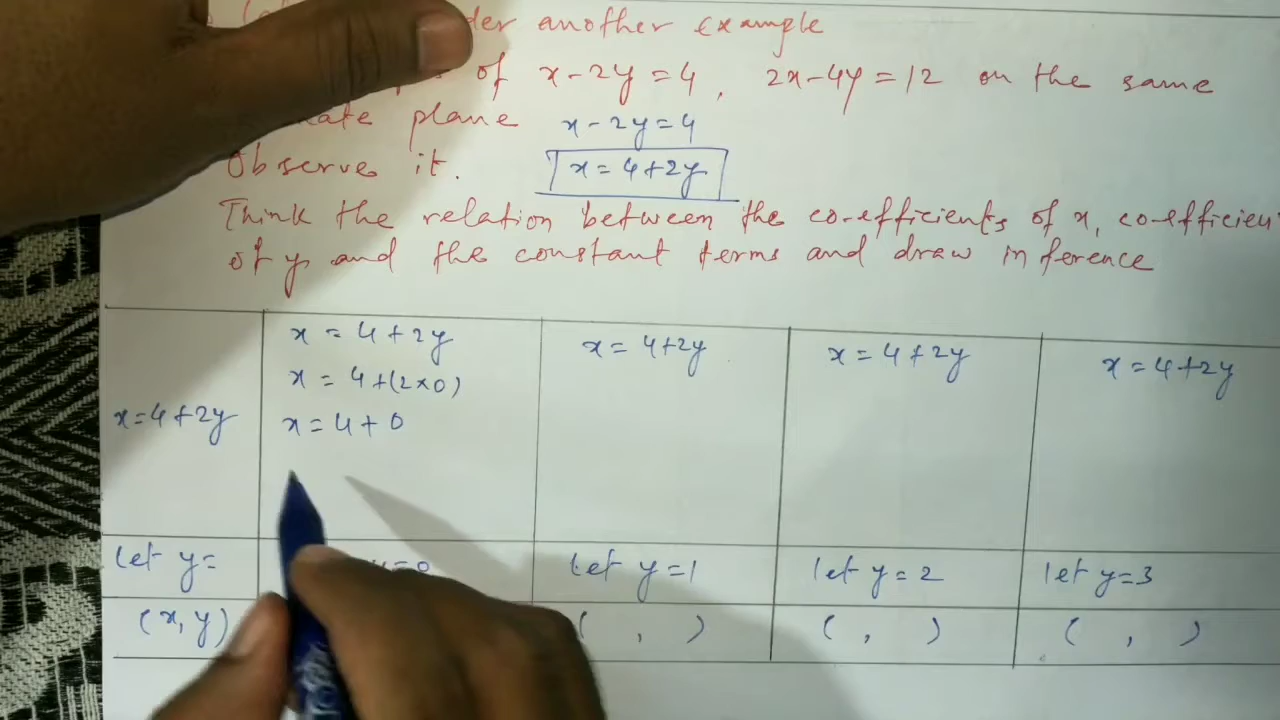 another example
of x-2y=4, 2x-4y=12 on the same
plane x-2y=4
Observe it. x=4+2y
Think the relation between the co-efficients of x, co-efficien
of y, and the constant terms and draw inference
x=4+2y
x = 4+2y
x = 4+(2×0)
x = 4+0
x=4+2y
x=4+2y
x=4+2y
let y=
y=0
let y=1
let y=2
let y=3
(x,y)
( , )
( , )
( , )